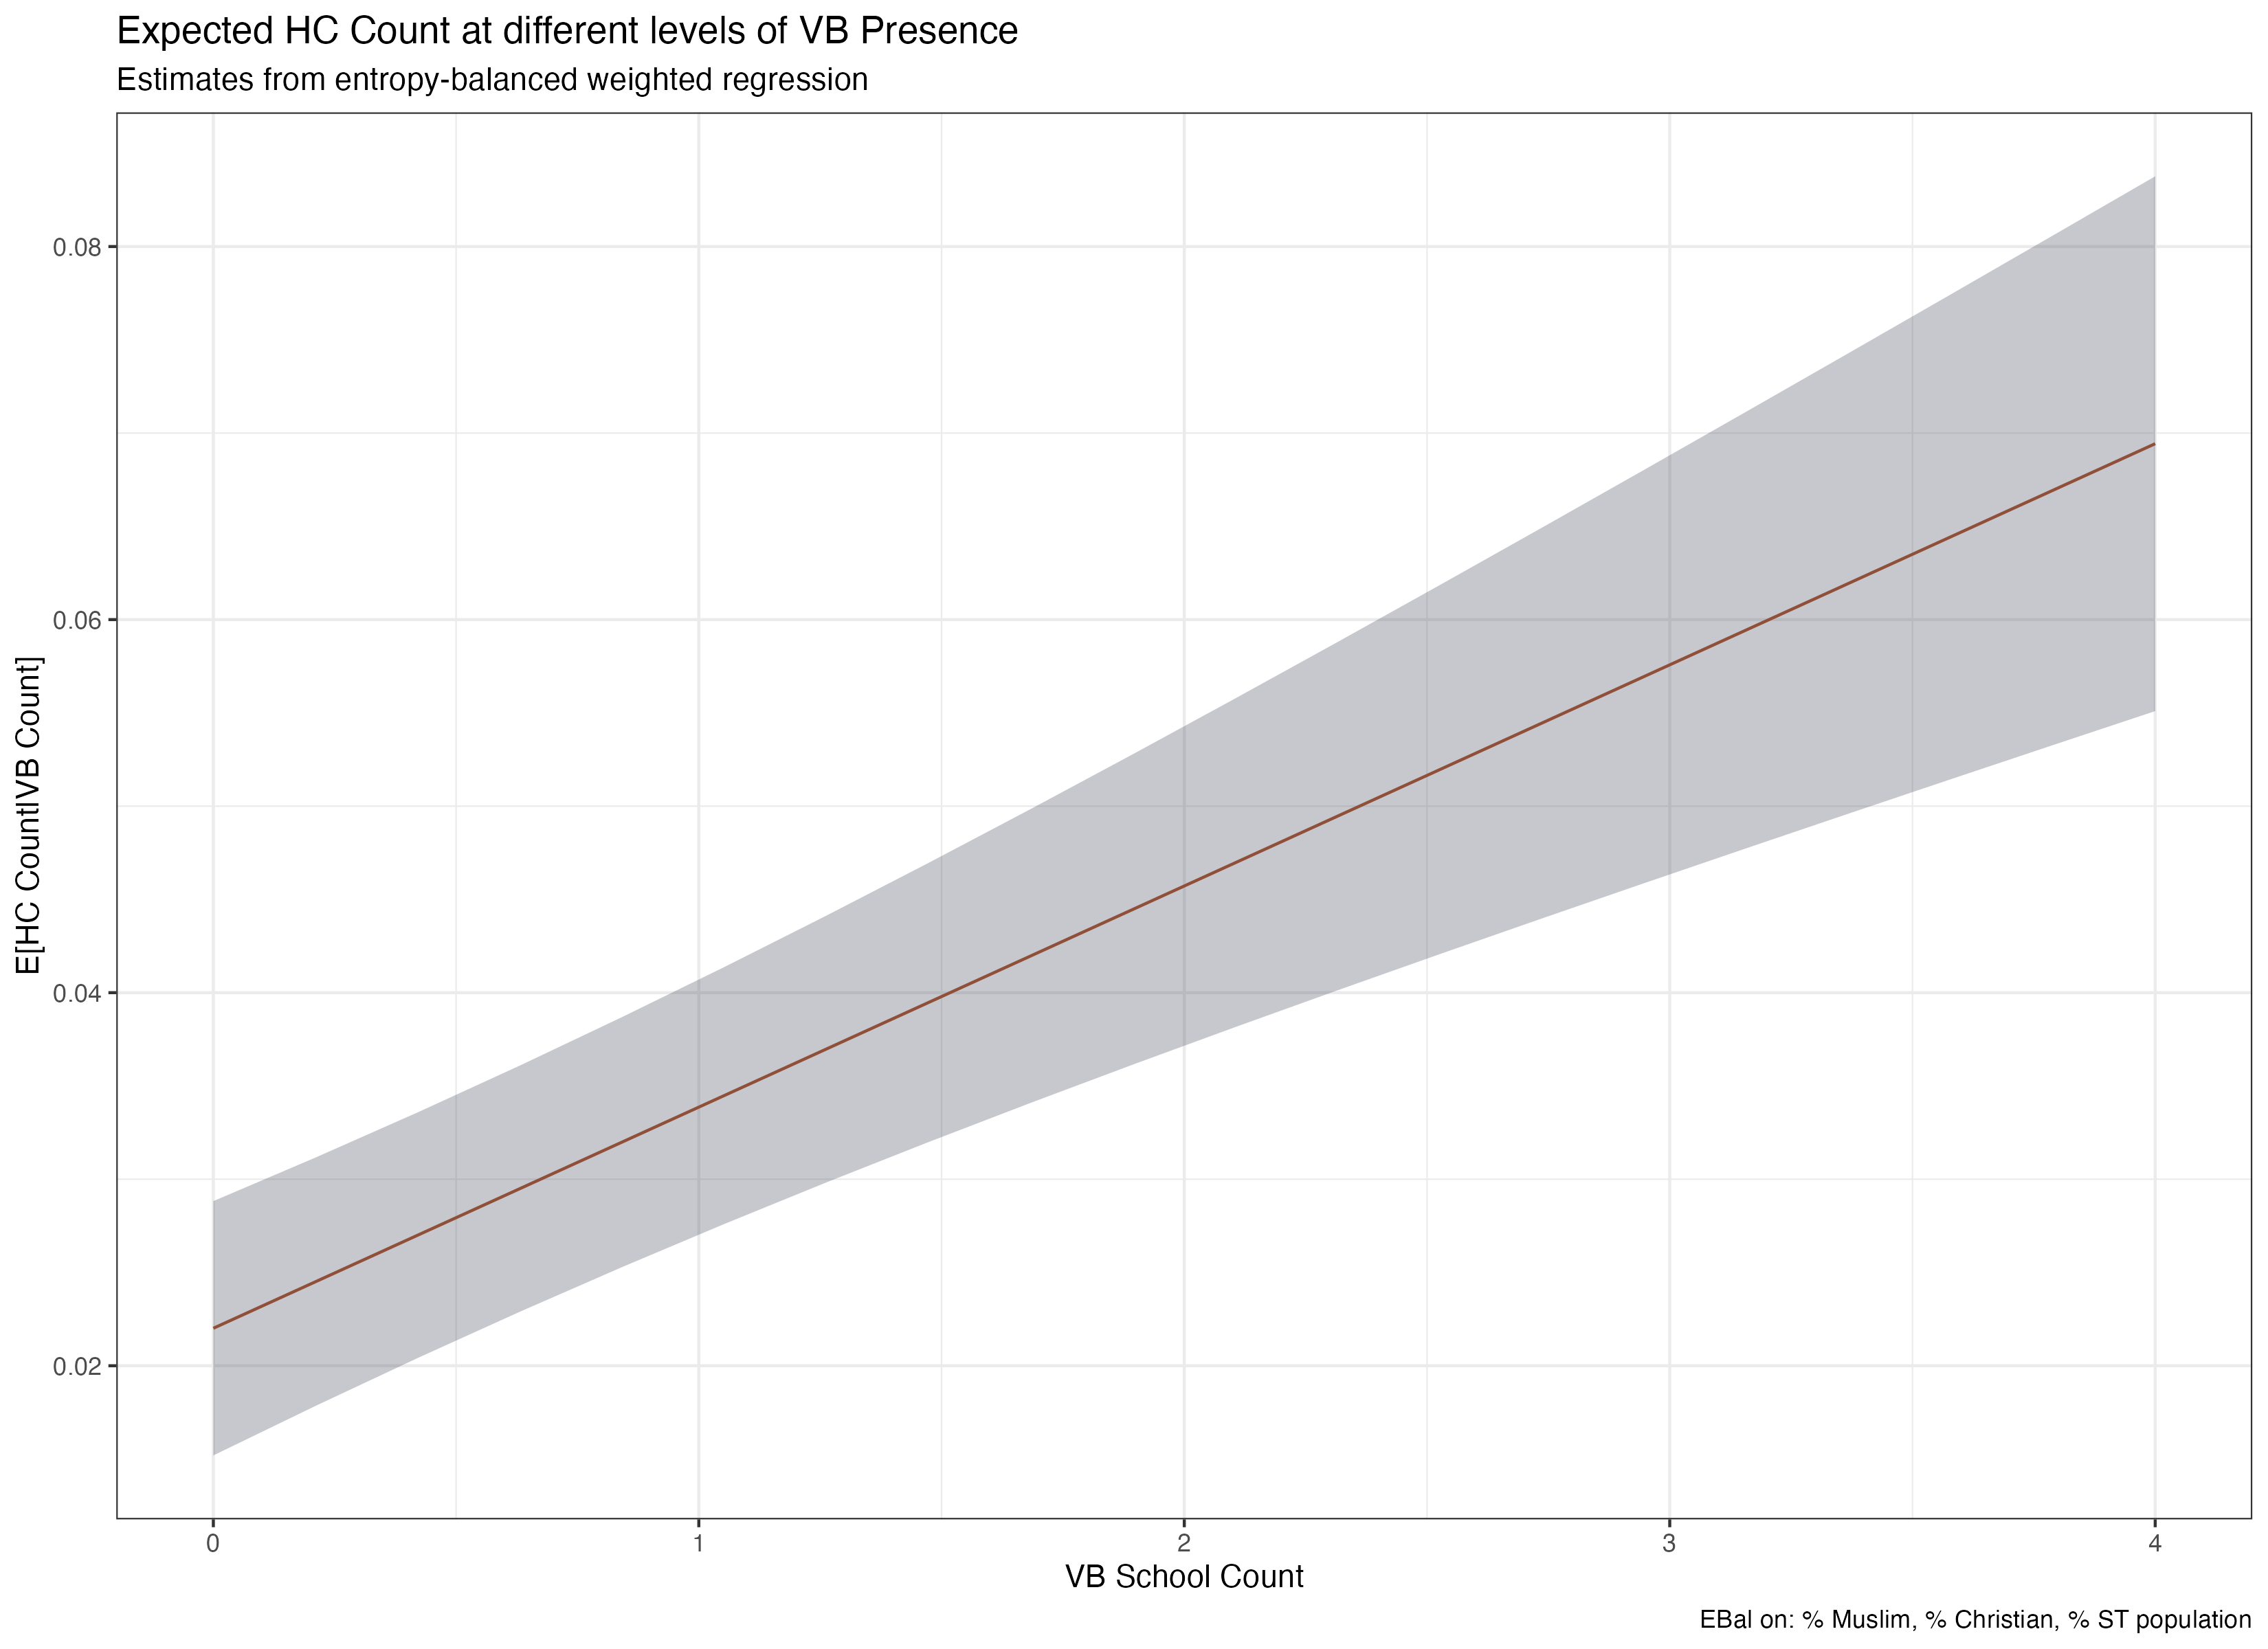 Expected HC Count at different levels of VB Presence
Estimates from entropy-balanced weighted regression
E[HC Count|VB Count]
0.08
0.06
0.04
0.02
0 1 2 3 4
VB School Count
EBal on: % Muslim, % Christian, % ST population